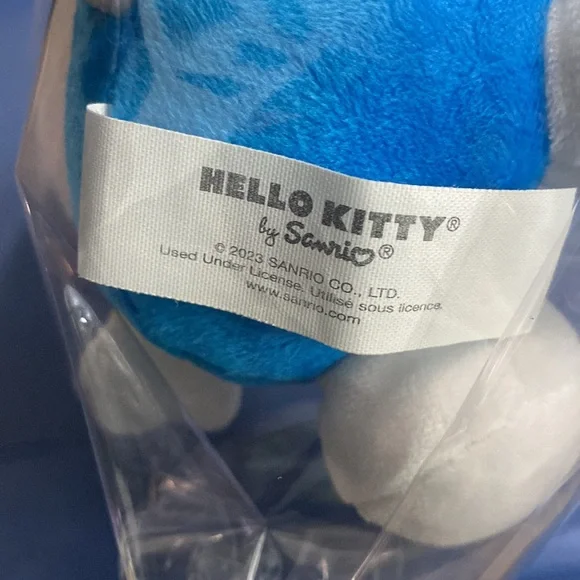 HELLO KITTY®
by Sanrio®
© 2023 SANRIO CO., LTD.
Used Under License. Utilisé sous licence.
www.sanrio.com